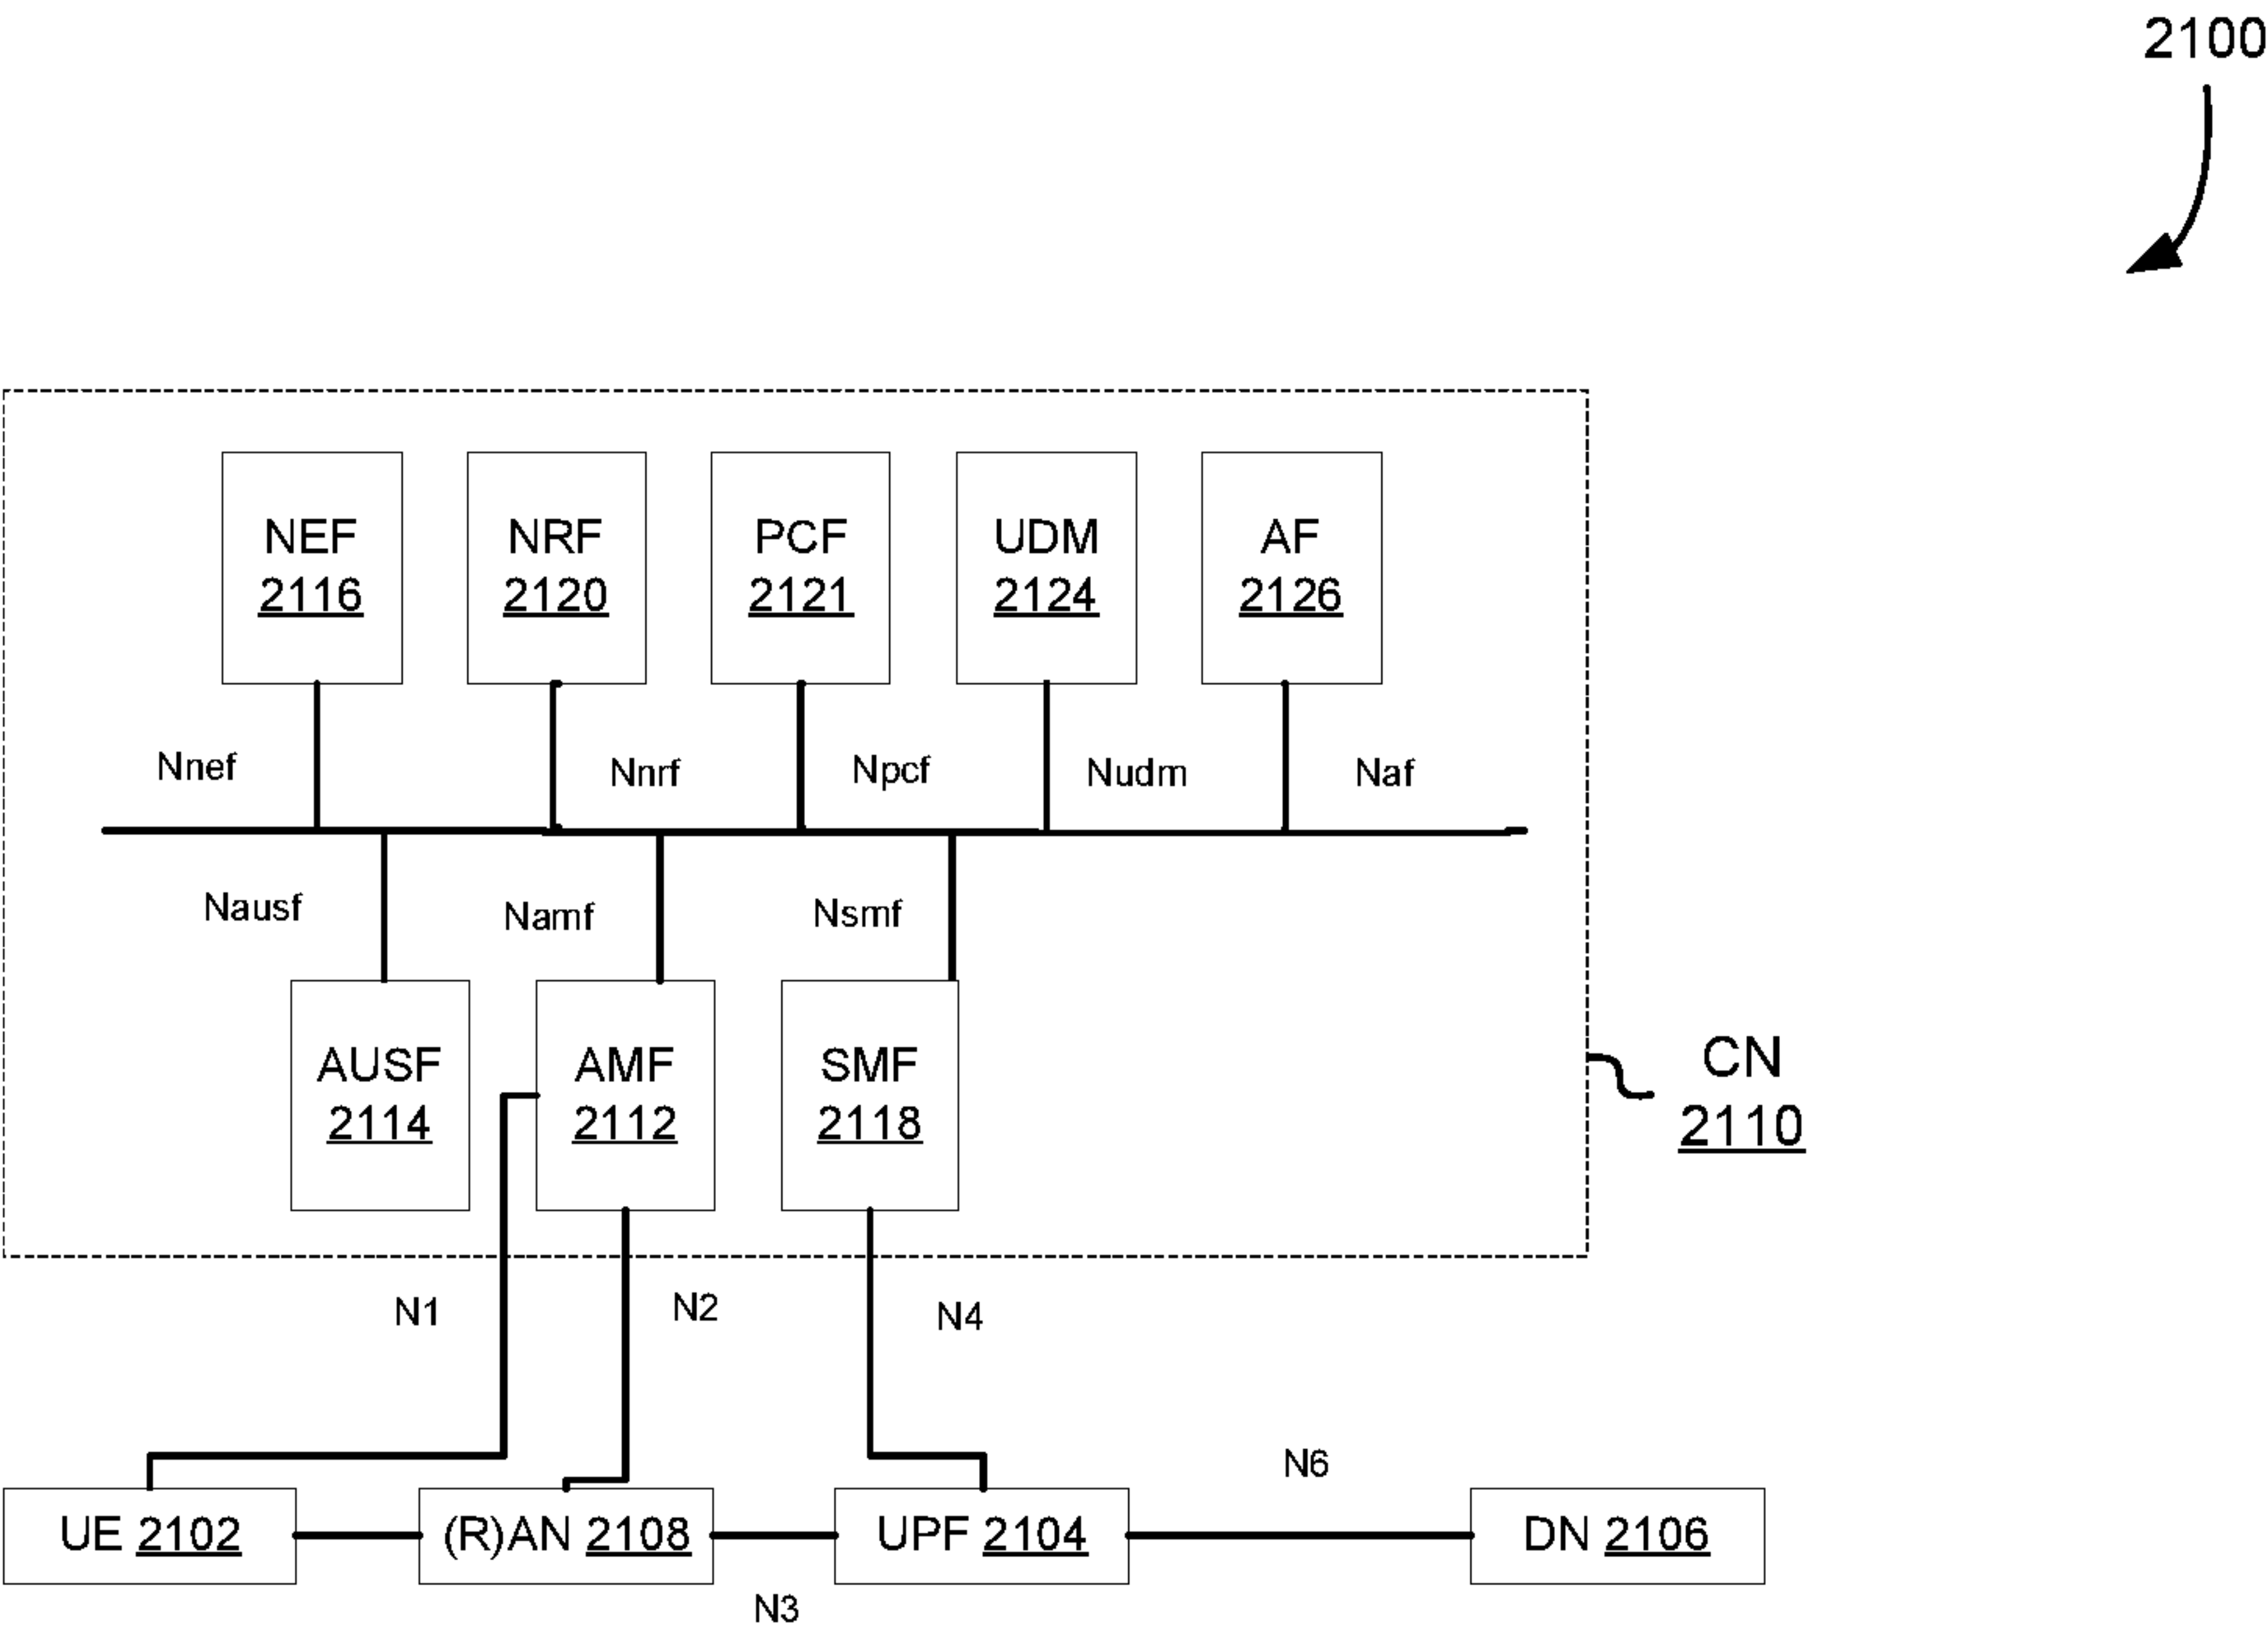 2100
NEF
2116
NRF
2120
PCF
2121
UDM
2124
AF
2126
Nnef
Nnrf
Npcf
Nudm
Naf
Nausf
Namf
Nsmf
AUSF
2114
AMF
2112
SMF
2118
CN
2110
N1
N2
N4
N6
UE 2102
(R)AN 2108
UPF 2104
DN 2106
N3